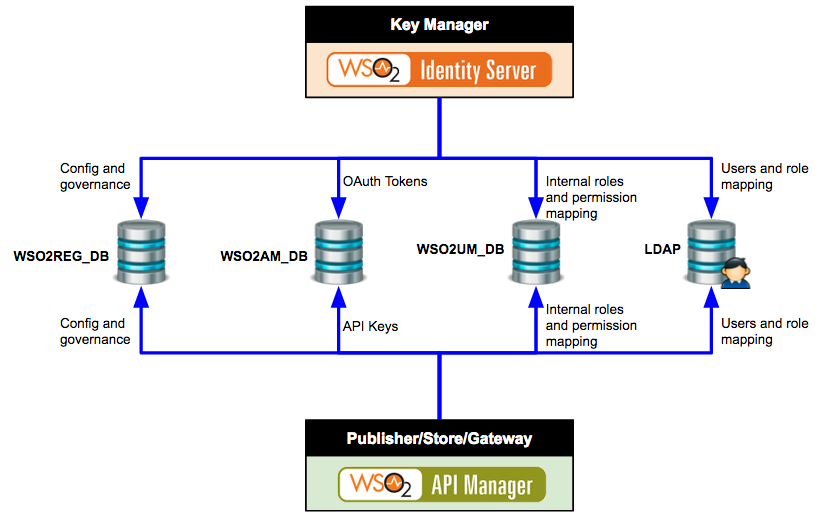 Key Manager
WSO2 Identity Server
Config and
governance
OAuth Tokens
Internal roles
and permission
mapping
Users and role
mapping
WSO2REG_DB
WSO2AM_DB
WSO2UM_DB
LDAP
Config and
governance
API Keys
Internal roles
and permission
mapping
Users and role
mapping
Publisher/Store/Gateway
WSO2 API Manager